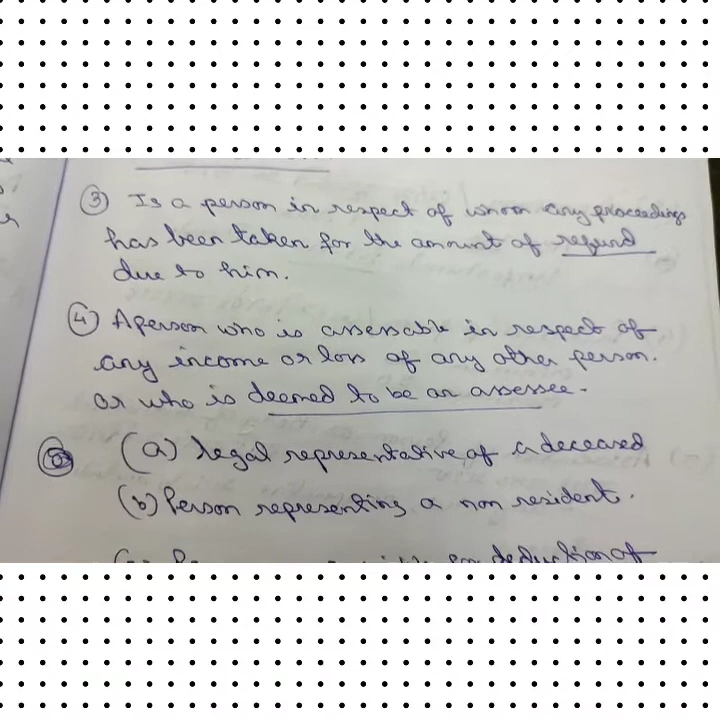 ③ Is a person in respect of whom any proceedings
has been taken for the amount of refund
due to him.
④ A person who is assessable in respect of
any income or loss of any other person.
or who is deemed to be an assessee.
(a) legal representative of a deceased
(b) Person representing a non resident.
deduction of